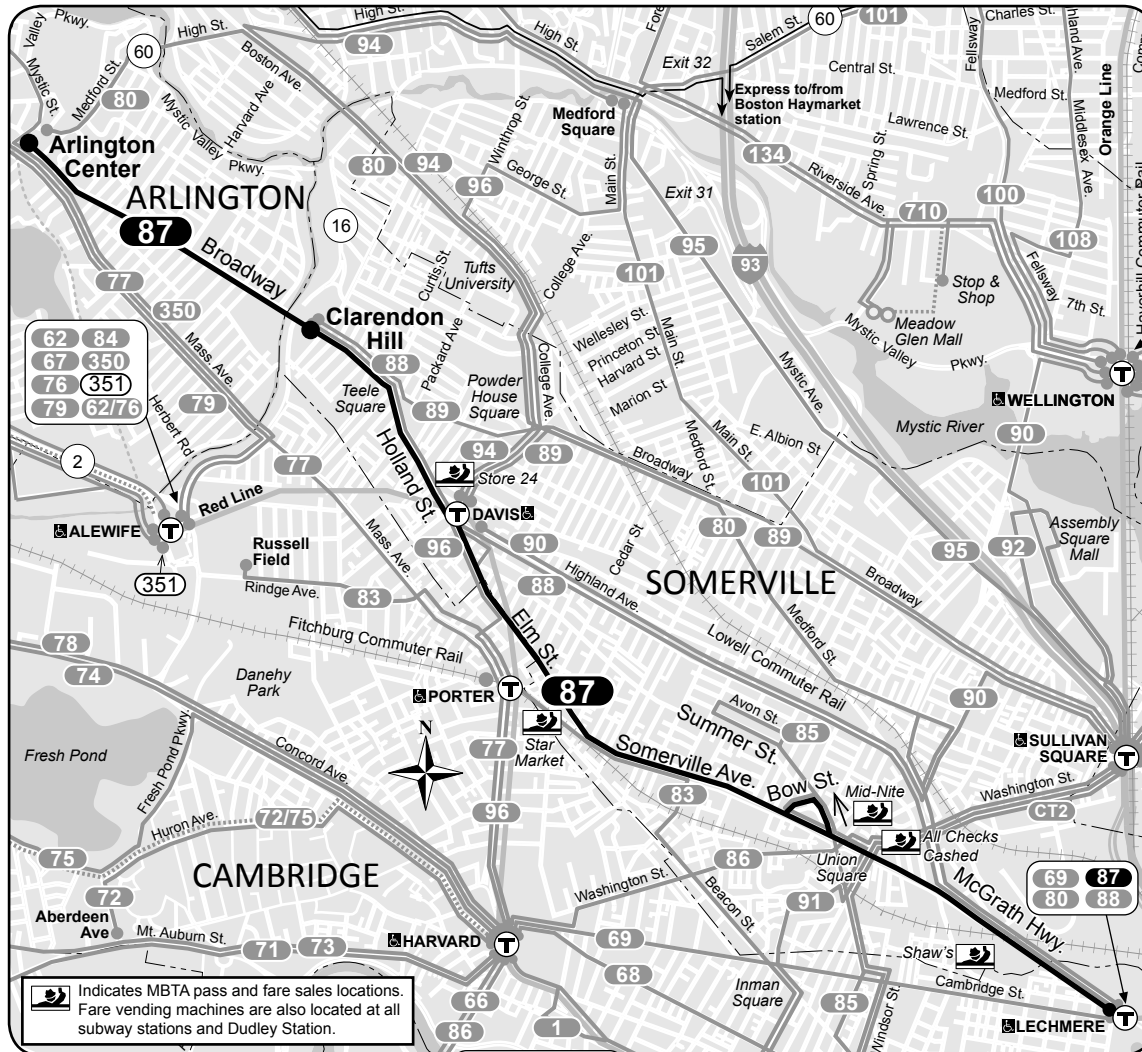 Valley
Pkwy.
Mystic St.
Medford St.
60
80
High St.
94
Boston Ave.
Harvard Ave
Mystic Valley
Pkwy.
High St.
High St.
Exit 32
Salem St.
60
101
Fellsway
Charles St.
Highland Ave.
Central St.
Medford St.
Middlesex Ave.
Orange Line
Haverhill Commuter Rail
Express to/from
Boston Haymarket
station
Medford
Square
Lawrence St.
Spring St.
134
Arlington
Center
ARLINGTON
87
Broadway
16
80
94
Winthrop St.
96
George St.
Main St.
Exit 31
Riverside Ave.
710
100
108
95
93
77
350
Curtis St.
Tufts
University
College Ave.
101
Stop &
Shop
Fellsway
7th St.
Meadow
Glen Mall
Mystic Valley
Pkwy.
Clarendon
Hill
88
Packard Ave
Wellesley St.
Princeton St.
Harvard St.
Marion St
Main St.
Mystic Ave.
WELLINGTON
T
62 84
67 350
76 351
79 62/76
Mass. Ave.
79
Herbert Rd.
Teele
Square
89
Powder
House
Square
College Ave.
Main St.
Medford St.
E. Albion St
Mystic River
90
2
77
Holland St.
94
89
Store 24
Broadway
101
Red Line
ALEWIFE
T
351
Mass. Ave.
T
DAVIS
96
90
80
89
Cedar St
95
92
Assembly
Square
Mall
Russell
Field
Rindge Ave.
83
88
Highland Ave.
SOMERVILLE
Broadway
Elm St.
Medford St.
Fitchburg Commuter
Rail
78
74
Danehy
Park
PORTER
T
87
Lowell Commuter Rail
90
N
Star
Market
Avon St.
85
Summer St.
SULLIVAN
SQUARE
T
Fresh Pond
Fresh Pond Pkwy.
Concord Ave.
77
96
Somerville Ave.
83
Bow St.
Mid-Nite
Washington St.
CT2
Huron Ave.
72/75
75
All Checks
Cashed
Union
Square
86
CAMBRIDGE
72
Aberdeen
Ave
Mt. Auburn St.
71
73
HARVARD
T
Washington St.
Beacon St.
91
McGrath Hwy.
69 87
80 88
69
68
Shaw's
Cambridge St.
Inman
Square
85
Windsor St.
LECHMERE
T
66
86
1
Indicates MBTA pass and fare sales locations.
Fare vending machines are also located at all
subway stations and Dudley Station.